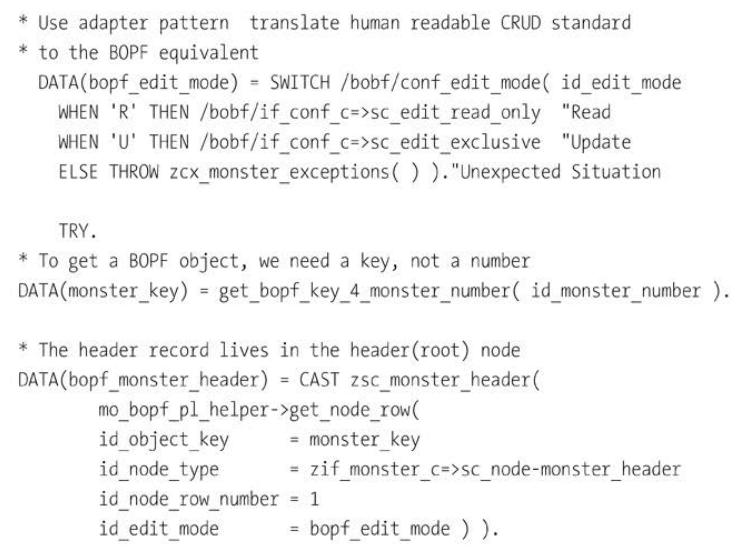 * Use adapter pattern  translate human readable CRUD standard
* to the BOPF equivalent
  DATA(bopf_edit_mode) = SWITCH /bobf/conf_edit_mode( id_edit_mode
    WHEN 'R' THEN /bobf/if_conf_c=>sc_edit_read_only  "Read
    WHEN 'U' THEN /bobf/if_conf_c=>sc_edit_exclusive  "Update
    ELSE THROW zcx_monster_exceptions( ) )."Unexpected Situation

    TRY.
* To get a BOPF object, we need a key, not a number
DATA(monster_key) = get_bopf_key_4_monster_number( id_monster_number ).

* The header record lives in the header(root) node
DATA(bopf_monster_header) = CAST zsc_monster_header(
        mo_bopf_pl_helper->get_node_row(
        id_object_key      = monster_key
        id_node_type       = zif_monster_c=>sc_node-monster_header
        id_node_row_number = 1
        id_edit_mode       = bopf_edit_mode ) ).